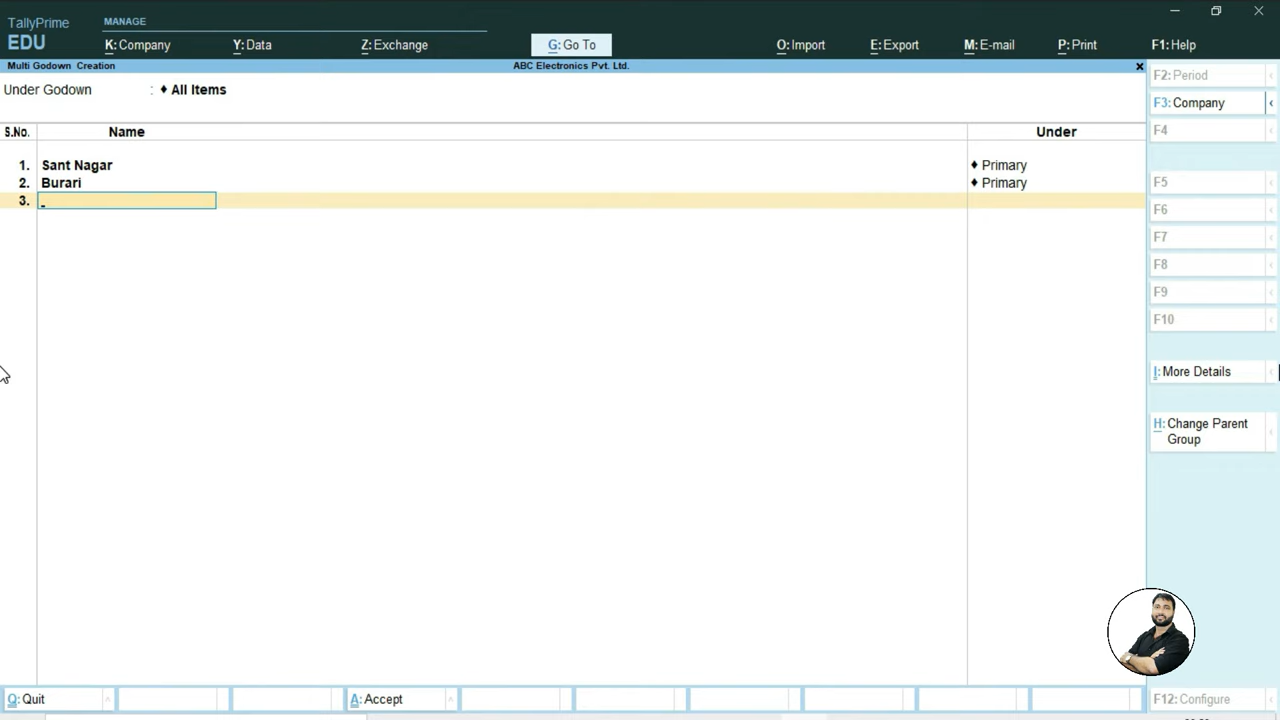 TallyPrime
EDU
MANAGE
K: Company
Y: Data
Z: Exchange
G: Go To
O: Import
E: Export
M: E-mail
P: Print
F1: Help
Multi Godown Creation
ABC Electronics Pvt. Ltd.
Under Godown : ♦ All Items
S.No. Name Under
1. Sant Nagar ♦ Primary
2. Burari ♦ Primary
3.
F2: Period
F3: Company
F4
F5
F6
F7
F8
F9
F10
I: More Details
H: Change Parent
Group
Q: Quit
A: Accept
F12: Configure